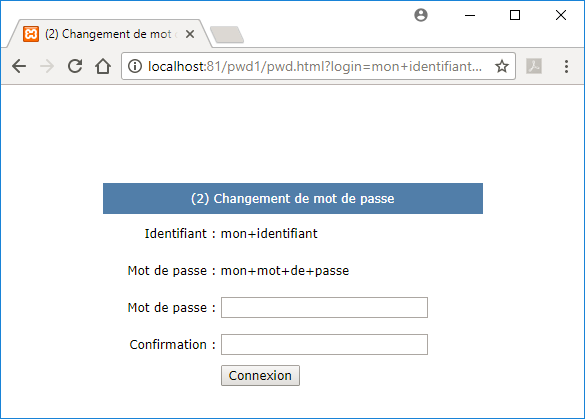 (2) Changement de mot d
localhost:81/pwd1/pwd.html?login=mon+identifiant...
(2) Changement de mot de passe
Identifiant : mon+identifiant
Mot de passe : mon+mot+de+passe
Mot de passe :
Confirmation :
Connexion